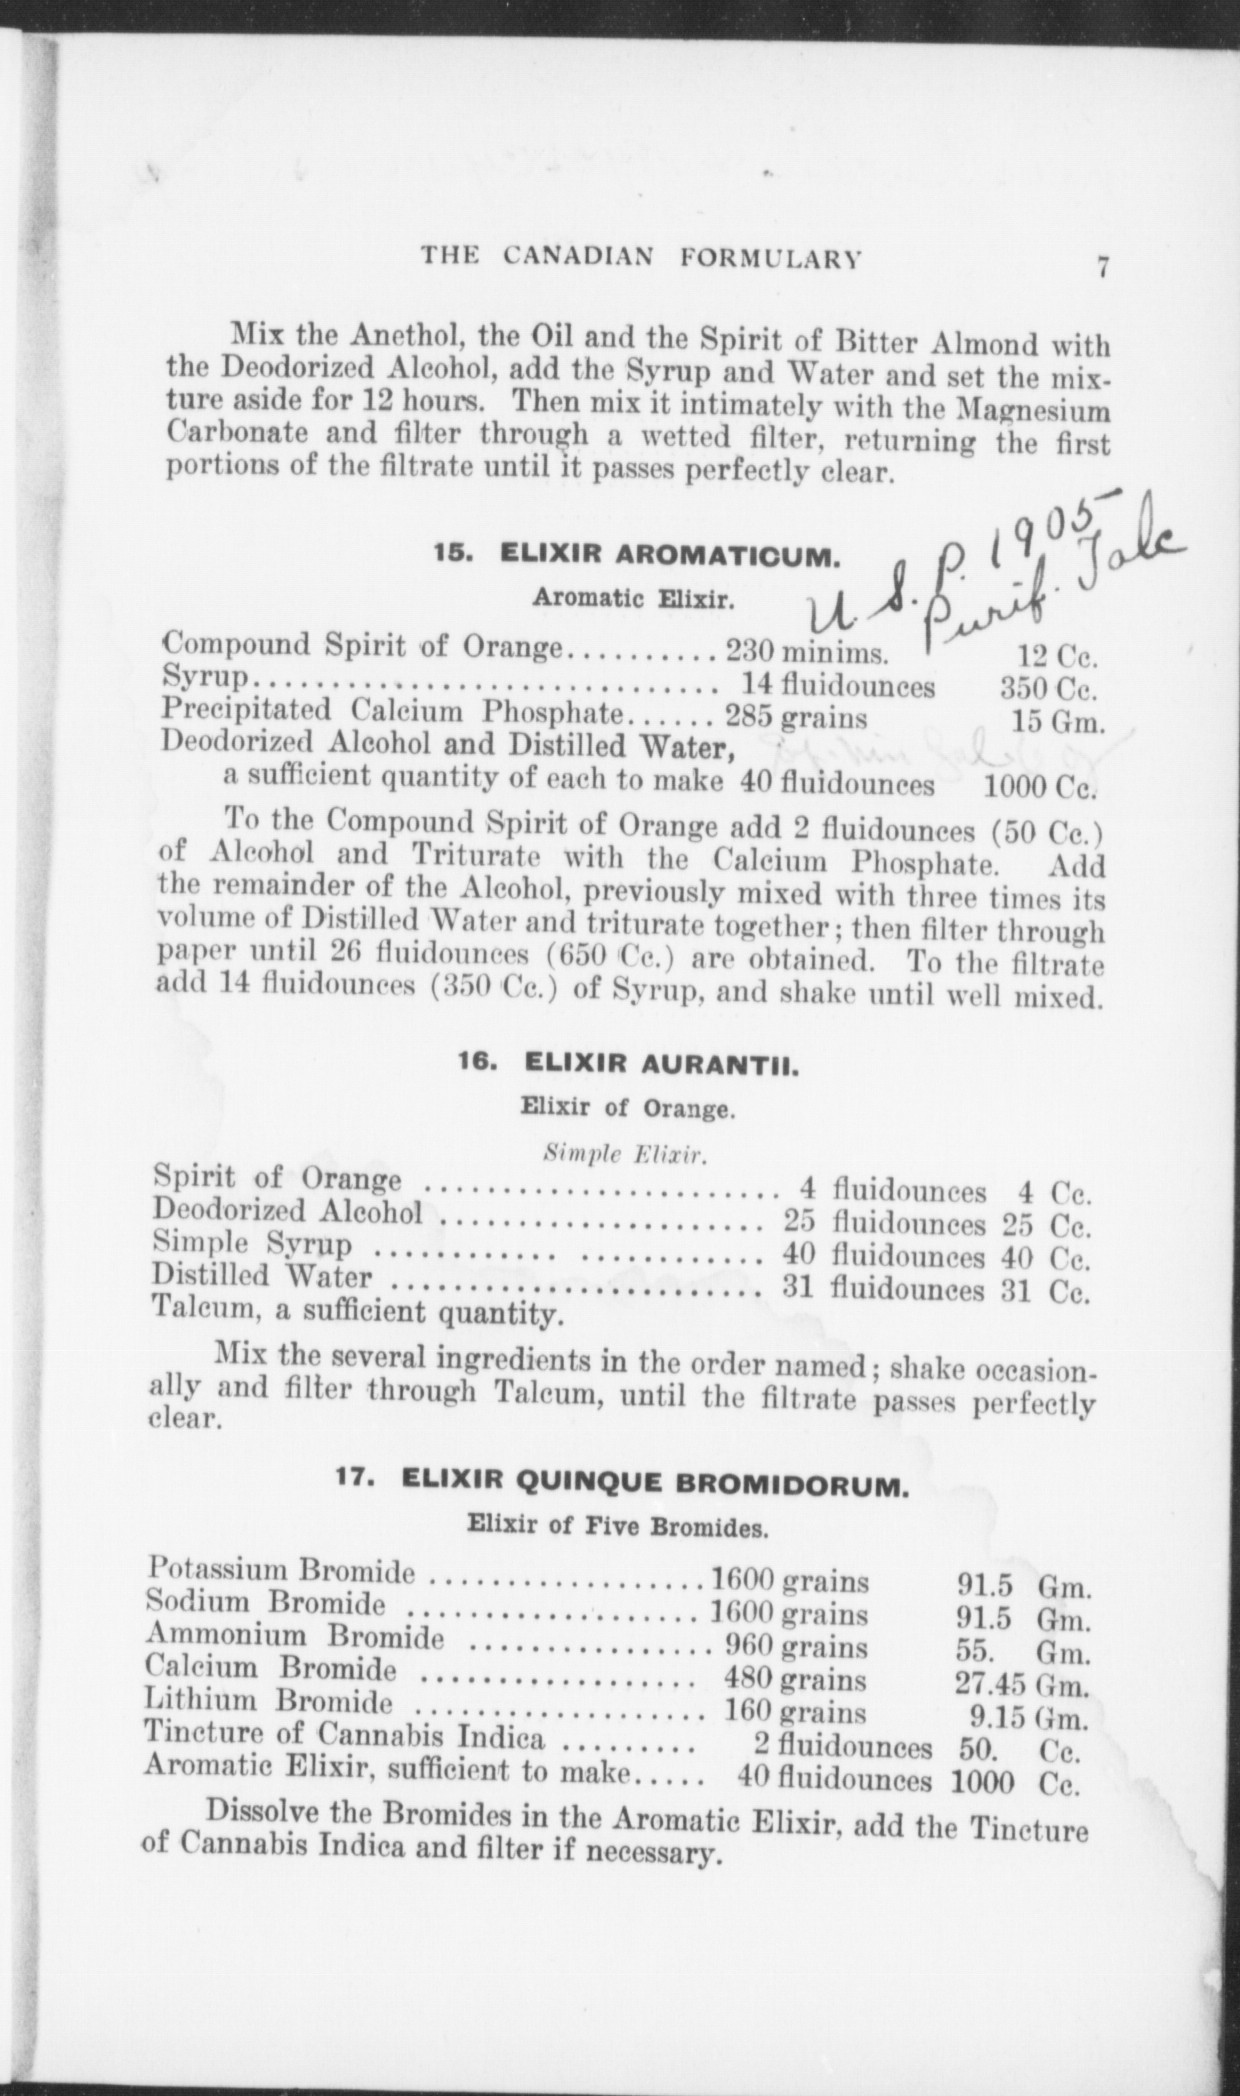 THE CANADIAN FORMULARY 7
Mix the Anethol, the Oil and the Spirit of Bitter Almond with
the Deodorized Alcohol, add the Syrup and Water and set the mix-
ture aside for 12 hours. Then mix it intimately with the Magnesium
Carbonate and filter through a wetted filter, returning the first
portions of the filtrate until it passes perfectly clear.
15. ELIXIR AROMATICUM.
U. S. P. 1905
Purif. Talc
Aromatic Elixir.
Compound Spirit of Orange.......... 230 minims. 12 Cc.
Syrup.............................. 14 fluidounces 350 Cc.
Precipitated Calcium Phosphate...... 285 grains 15 Gm.
Deodorized Alcohol and Distilled Water,
a sufficient quantity of each to make 40 fluidounces 1000 Cc.
To the Compound Spirit of Orange add 2 fluidounces (50 Cc.)
of Alcohol and Triturate with the Calcium Phosphate. Add
the remainder of the Alcohol, previously mixed with three times its
volume of Distilled Water and triturate together; then filter through
paper until 26 fluidounces (650 Cc.) are obtained. To the filtrate
add 14 fluidounces (350 Cc.) of Syrup, and shake until well mixed.
16. ELIXIR AURANTII.
Elixir of Orange.
Simple Elixir.
Spirit of Orange ....................... 4 fluidounces 4 Cc.
Deodorized Alcohol ..................... 25 fluidounces 25 Cc.
Simple Syrup ............ ............ 40 fluidounces 40 Cc.
Distilled Water ........................ 31 fluidounces 31 Cc.
Talcum, a sufficient quantity.
Mix the several ingredients in the order named; shake occasion-
ally and filter through Talcum, until the filtrate passes perfectly
clear.
17. ELIXIR QUINQUE BROMIDORUM.
Elixir of Five Bromides.
Potassium Bromide .................. 1600 grains 91.5 Gm.
Sodium Bromide ................... 1600 grains 91.5 Gm.
Ammonium Bromide ................ 960 grains 55. Gm.
Calcium Bromide .................. 480 grains 27.45 Gm.
Lithium Bromide ................... 160 grains 9.15 Gm.
Tincture of Cannabis Indica ......... 2 fluidounces 50. Cc.
Aromatic Elixir, sufficient to make..... 40 fluidounces 1000 Cc.
Dissolve the Bromides in the Aromatic Elixir, add the Tincture
of Cannabis Indica and filter if necessary.